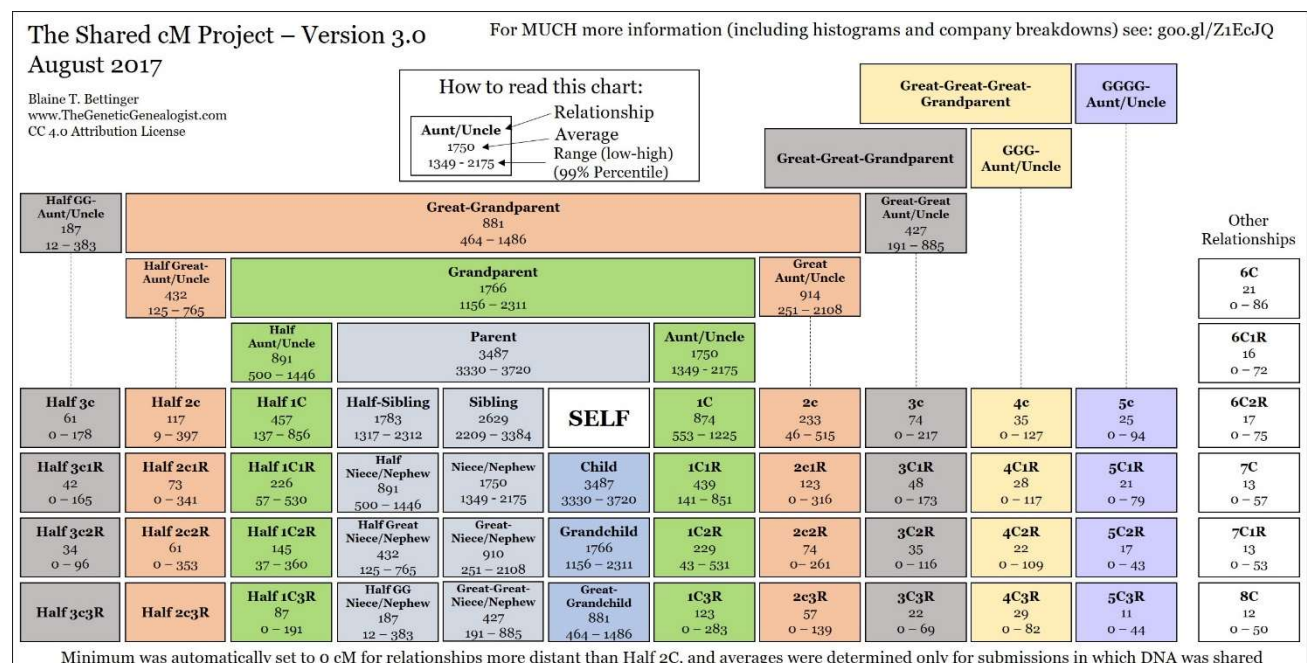 The Shared cM Project – Version 3.0
August 2017
For MUCH more information (including histograms and company breakdowns) see: goo.gl/Z1EcJQ
Blaine T. Bettinger
www.TheGeneticGenealogist.com
CC 4.0 Attribution License
How to read this chart:
Aunt/Uncle
1750
1349 - 2175
Relationship
Average
Range (low-high)
(99% Percentile)
Great-Great-Great-
Grandparent
GGGG-
Aunt/Uncle
Great-Great-Grandparent
GGG-
Aunt/Uncle
Half GG-
Aunt/Uncle
187
12 – 383
Great-Grandparent
881
464 – 1486
Great-Great
Aunt/Uncle
427
191 – 885
Other
Relationships
Half Great-
Aunt/Uncle
432
125 – 765
Grandparent
1766
1156 – 2311
Great
Aunt/Uncle
914
251 – 2108
6C
21
0 – 86
Half
Aunt/Uncle
891
500 – 1446
Parent
3487
3330 – 3720
Aunt/Uncle
1750
1349 - 2175
6C1R
16
0 – 72
Half 3c
61
0 – 178
Half 2c
117
9 – 397
Half 1C
457
137 – 856
Half-Sibling
1783
1317 – 2312
Sibling
2629
2209 – 3384
SELF
1C
874
553 – 1225
2c
233
46 – 515
3c
74
0 – 217
4c
35
0 – 127
5c
25
0 – 94
6C2R
17
0 – 75
Half 3c1R
42
0 – 165
Half 2c1R
73
0 – 341
Half 1C1R
226
57 – 530
Half
Niece/Nephew
891
500 – 1446
Niece/Nephew
1750
1349 - 2175
Child
3487
3330 – 3720
1C1R
439
141 – 851
2c1R
123
0 – 316
3C1R
48
0 – 173
4C1R
28
0 – 117
5C1R
21
0 – 79
7C
13
0 – 57
Half 3c2R
34
0 – 96
Half 2c2R
61
0 – 353
Half 1C2R
145
37 – 360
Half Great
Niece/Nephew
432
125 – 765
Great-
Niece/Nephew
910
251 – 2108
Grandchild
1766
1156 – 2311
1C2R
229
43 – 531
2c2R
74
0 – 261
3C2R
35
0 – 116
4C2R
22
0 – 109
5C2R
17
0 – 43
7C1R
13
0 – 53
Half 3c3R
Half 2c3R
Half 1C3R
87
0 – 191
Half GG
Niece/Nephew
187
12 – 383
Great-Great-
Niece/Nephew
427
191 – 885
Great-
Grandchild
881
464 – 1486
1C3R
123
0 – 283
2c3R
57
0 – 139
3C3R
22
0 – 69
4C3R
29
0 – 82
5C3R
11
0 – 44
8C
12
0 – 50
Minimum was automatically set to 0 cM for relationships more distant than Half 2C, and averages were determined only for submissions in which DNA was shared